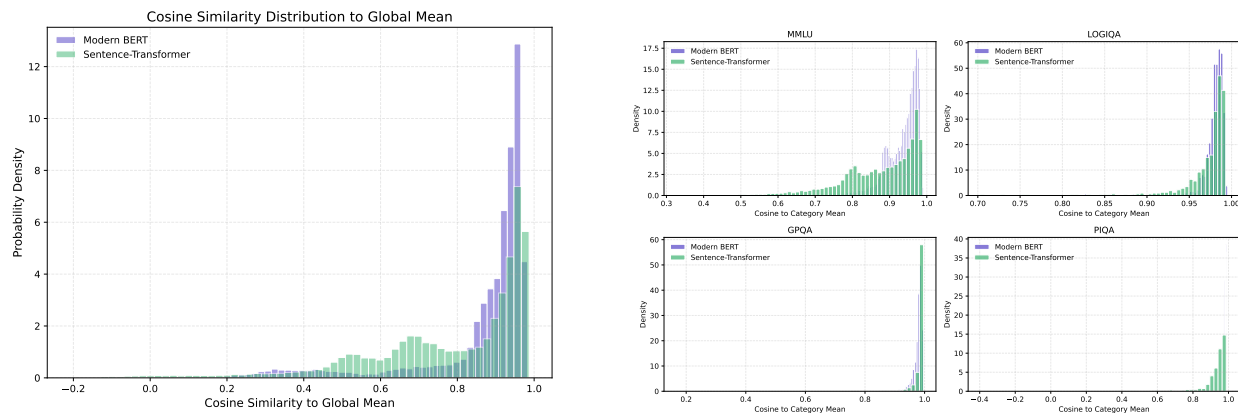 Cosine Similarity Distribution to Global Mean
Modern BERT
Sentence-Transformer
Probability Density
12
10
8
6
4
2
0
−0.2 0.0 0.2 0.4 0.6 0.8 1.0
Cosine Similarity to Global Mean
MMLU
Modern BERT
Sentence-Transformer
Density
17.5
15.0
12.5
10.0
7.5
5.0
2.5
0.0
0.3 0.4 0.5 0.6 0.7 0.8 0.9 1.0
Cosine to Category Mean
LOGIQA
Modern BERT
Sentence-Transformer
Density
60
50
40
30
20
10
0
0.70 0.75 0.80 0.85 0.90 0.95 1.00
Cosine to Category Mean
GPQA
Modern BERT
Sentence-Transformer
Density
60
50
40
30
20
10
0
0.2 0.4 0.6 0.8 1.0
Cosine to Category Mean
PIQA
Modern BERT
Sentence-Transformer
Density
40
35
30
25
20
15
10
5
0
−0.4 −0.2 0.0 0.2 0.4 0.6 0.8 1.0
Cosine to Category Mean